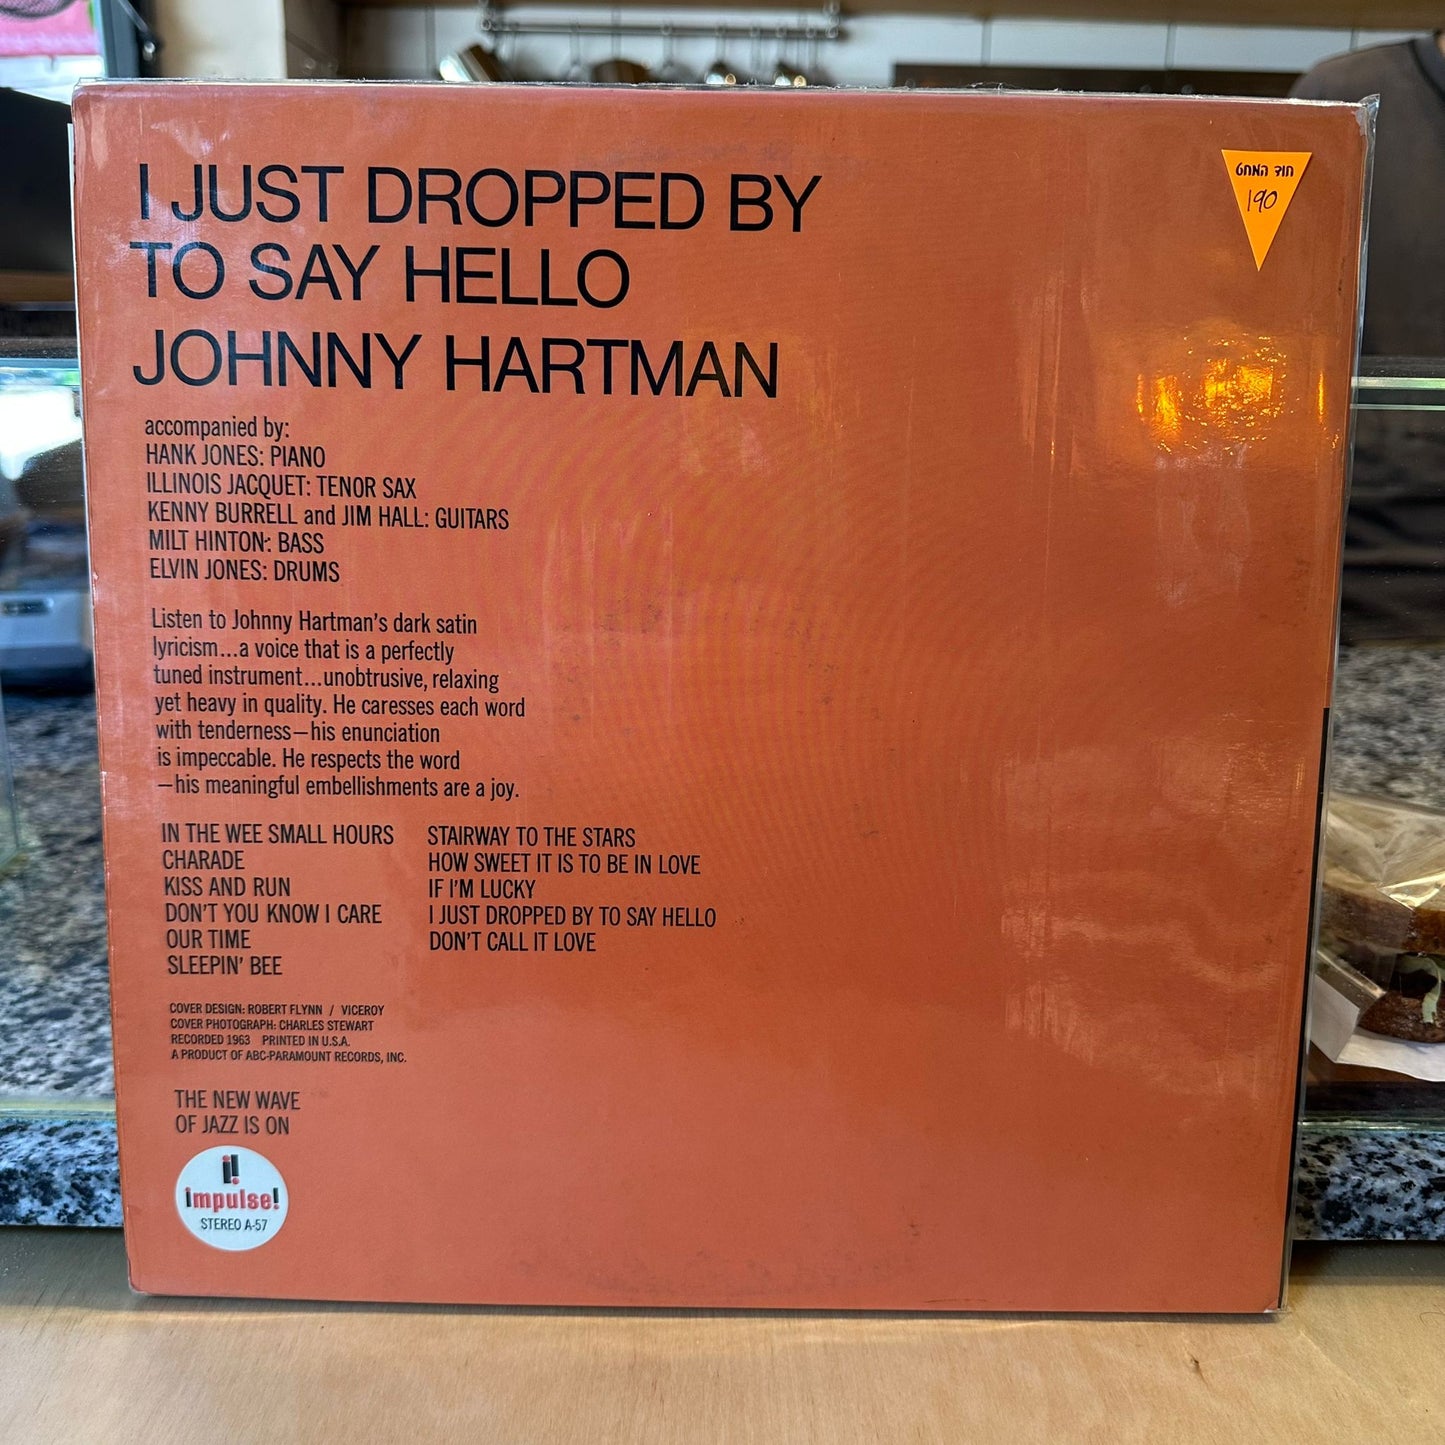 I JUST DROPPED BY
TO SAY HELLO
JOHNNY HARTMAN
חוד המחט
190
accompanied by:
HANK JONES: PIANO
ILLINOIS JACQUET: TENOR SAX
KENNY BURRELL and JIM HALL: GUITARS
MILT HINTON: BASS
ELVIN JONES: DRUMS
Listen to Johnny Hartman's dark satin
lyricism...a voice that is a perfectly
tuned instrument...unobtrusive, relaxing
yet heavy in quality. He caresses each word
with tenderness—his enunciation
is impeccable. He respects the word
—his meaningful embellishments are a joy.
IN THE WEE SMALL HOURS
CHARADE
KISS AND RUN
DON'T YOU KNOW I CARE
OUR TIME
SLEEPIN' BEE
STAIRWAY TO THE STARS
HOW SWEET IT IS TO BE IN LOVE
IF I'M LUCKY
I JUST DROPPED BY TO SAY HELLO
DON'T CALL IT LOVE
COVER DESIGN: ROBERT FLYNN / VICEROY
COVER PHOTOGRAPH: CHARLES STEWART
RECORDED 1963 PRINTED IN U.S.A.
A PRODUCT OF ABC-PARAMOUNT RECORDS, INC.
THE NEW WAVE
OF JAZZ IS ON
i!
impulse!
STEREO A-57